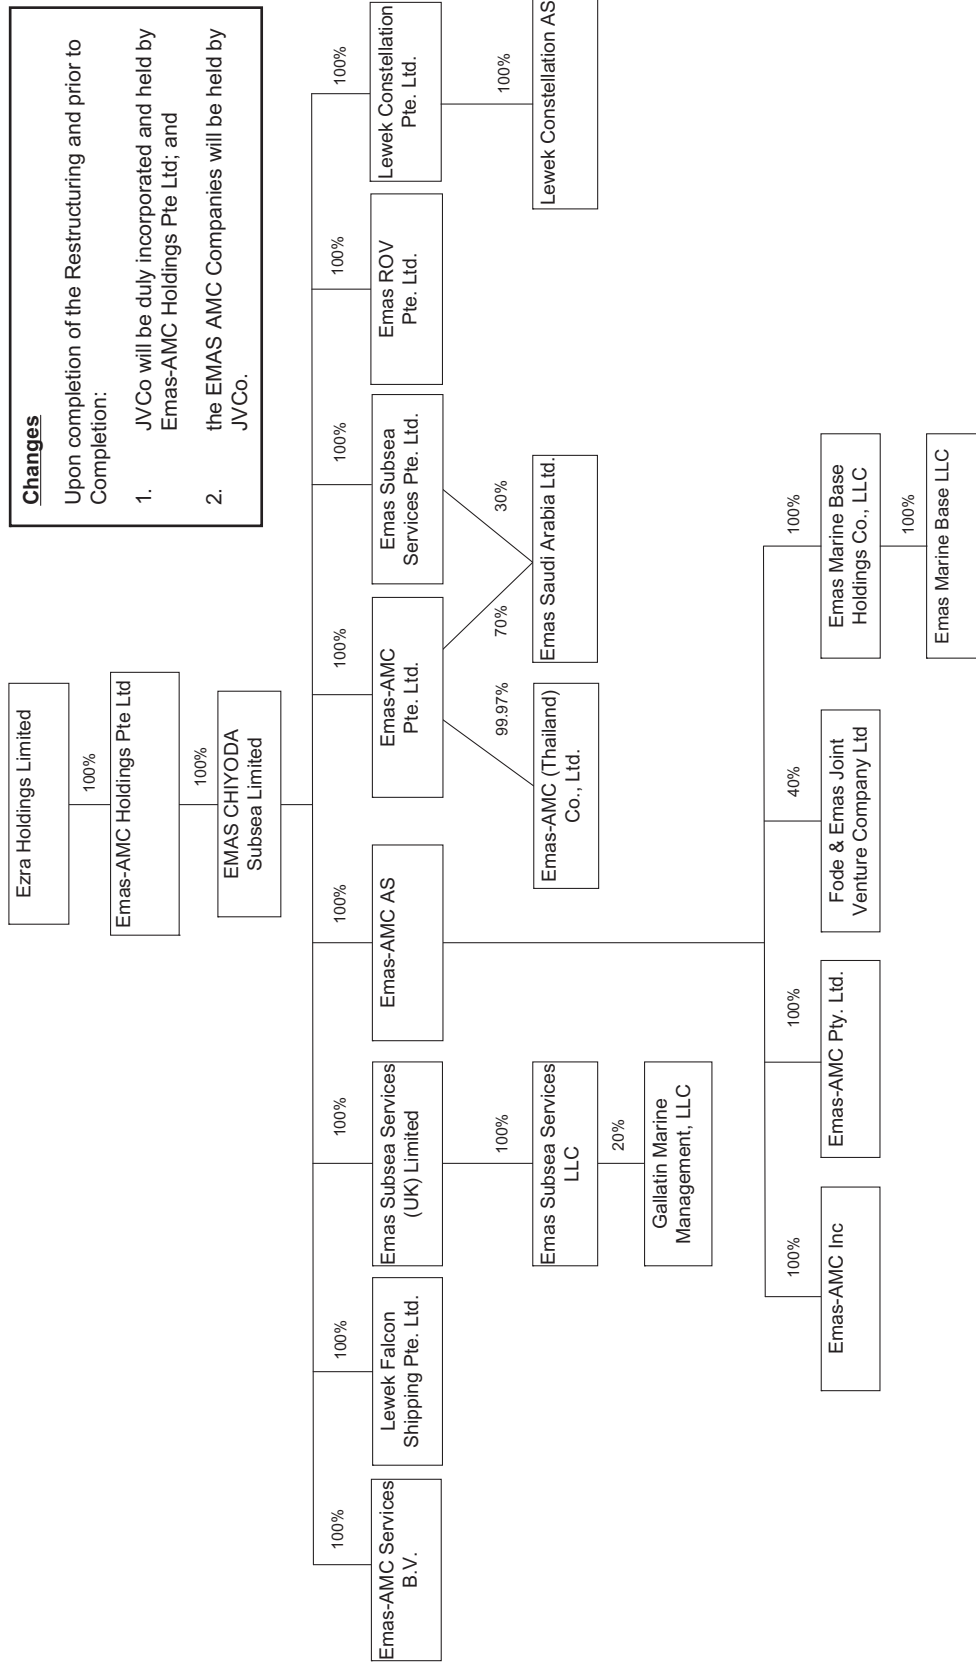 Changes
Upon completion of the Restructuring and prior to
Completion:
1. JVCo will be duly incorporated and held by
Emas-AMC Holdings Pte Ltd; and
2. the EMAS AMC Companies will be held by
JVCo.
Ezra Holdings Limited
100%
Emas-AMC Holdings Pte Ltd
100%
EMAS CHIYODA
Subsea Limited
100%
100%
100%
100%
100%
100%
100%
100%
Emas-AMC Services
B.V.
Lewek Falcon
Shipping Pte. Ltd.
Emas Subsea Services
(UK) Limited
Emas-AMC AS
Emas-AMC
Pte. Ltd.
Emas Subsea
Services Pte. Ltd.
Emas ROV
Pte. Ltd.
Lewek Constellation
Pte. Ltd.
100%
99.97%
70%
30%
100%
Emas Subsea Services
LLC
Emas-AMC (Thailand)
Co., Ltd.
Emas Saudi Arabia Ltd.
Lewek Constellation AS
20%
Gallatin Marine
Management, LLC
100%
100%
40%
100%
Emas-AMC Inc
Emas-AMC Pty. Ltd.
Fode & Emas Joint
Venture Company Ltd
Emas Marine Base
Holdings Co., LLC
100%
Emas Marine Base LLC